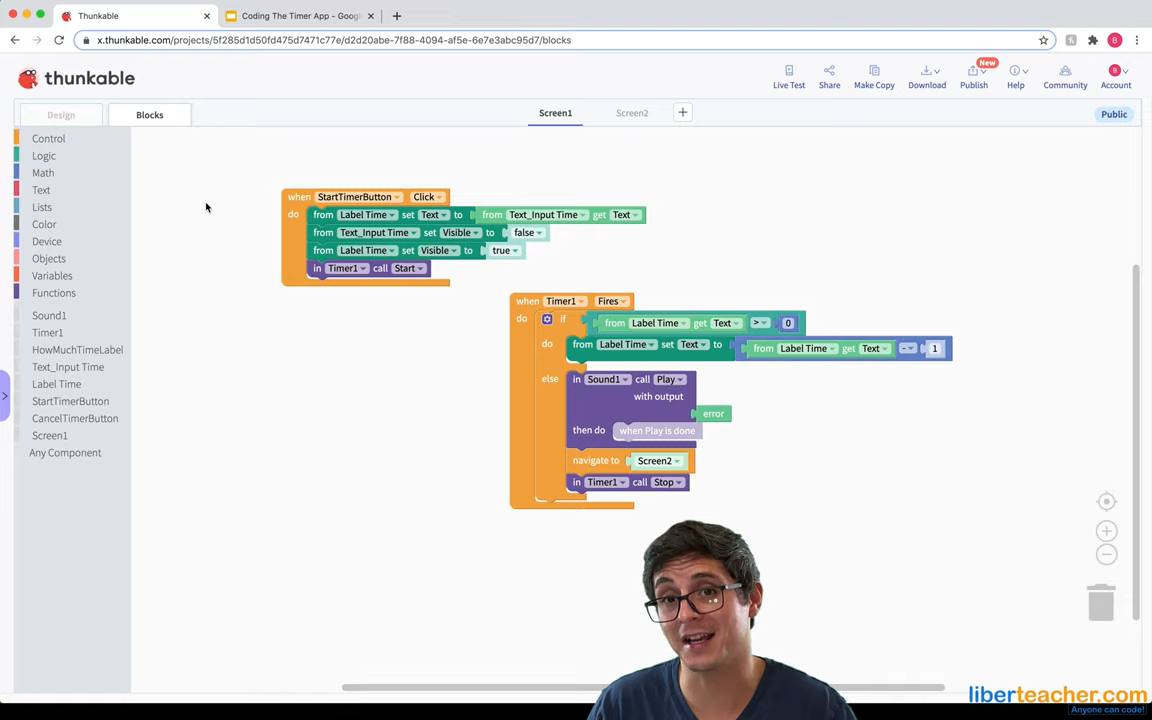 Thunkable
Coding The Timer App - Goog
x.thunkable.com/projects/5f285d1d50fd475d7471c77e/d2d20abe-7f88-4094-af5e-6e7e3abc95d7/blocks
B
thunkable
New
Live Test Share Make Copy Download Publish Help Community Account
B
Design Blocks Screen1 Screen2 + Public
Control
Logic
Math
Text
Lists
Color
Device
Objects
Variables
Functions
Sound1
Timer1
HowMuchTimeLabel
Text_Input Time
Label Time
StartTimerButton
CancelTimerButton
Screen1
Any Component
when StartTimerButton Click
do from Label Time set Text to from Text_Input Time get Text
from Text_Input Time set Visible to false
from Label Time set Visible to true
in Timer1 call Start
when Timer1 Fires
do if from Label Time get Text > 0
do from Label Time set Text to from Label Time get Text - 1
else in Sound1 call Play
with output
error
then do when Play is done
navigate to Screen2
in Timer1 call Stop
liberteacher.com
Anyone can code!